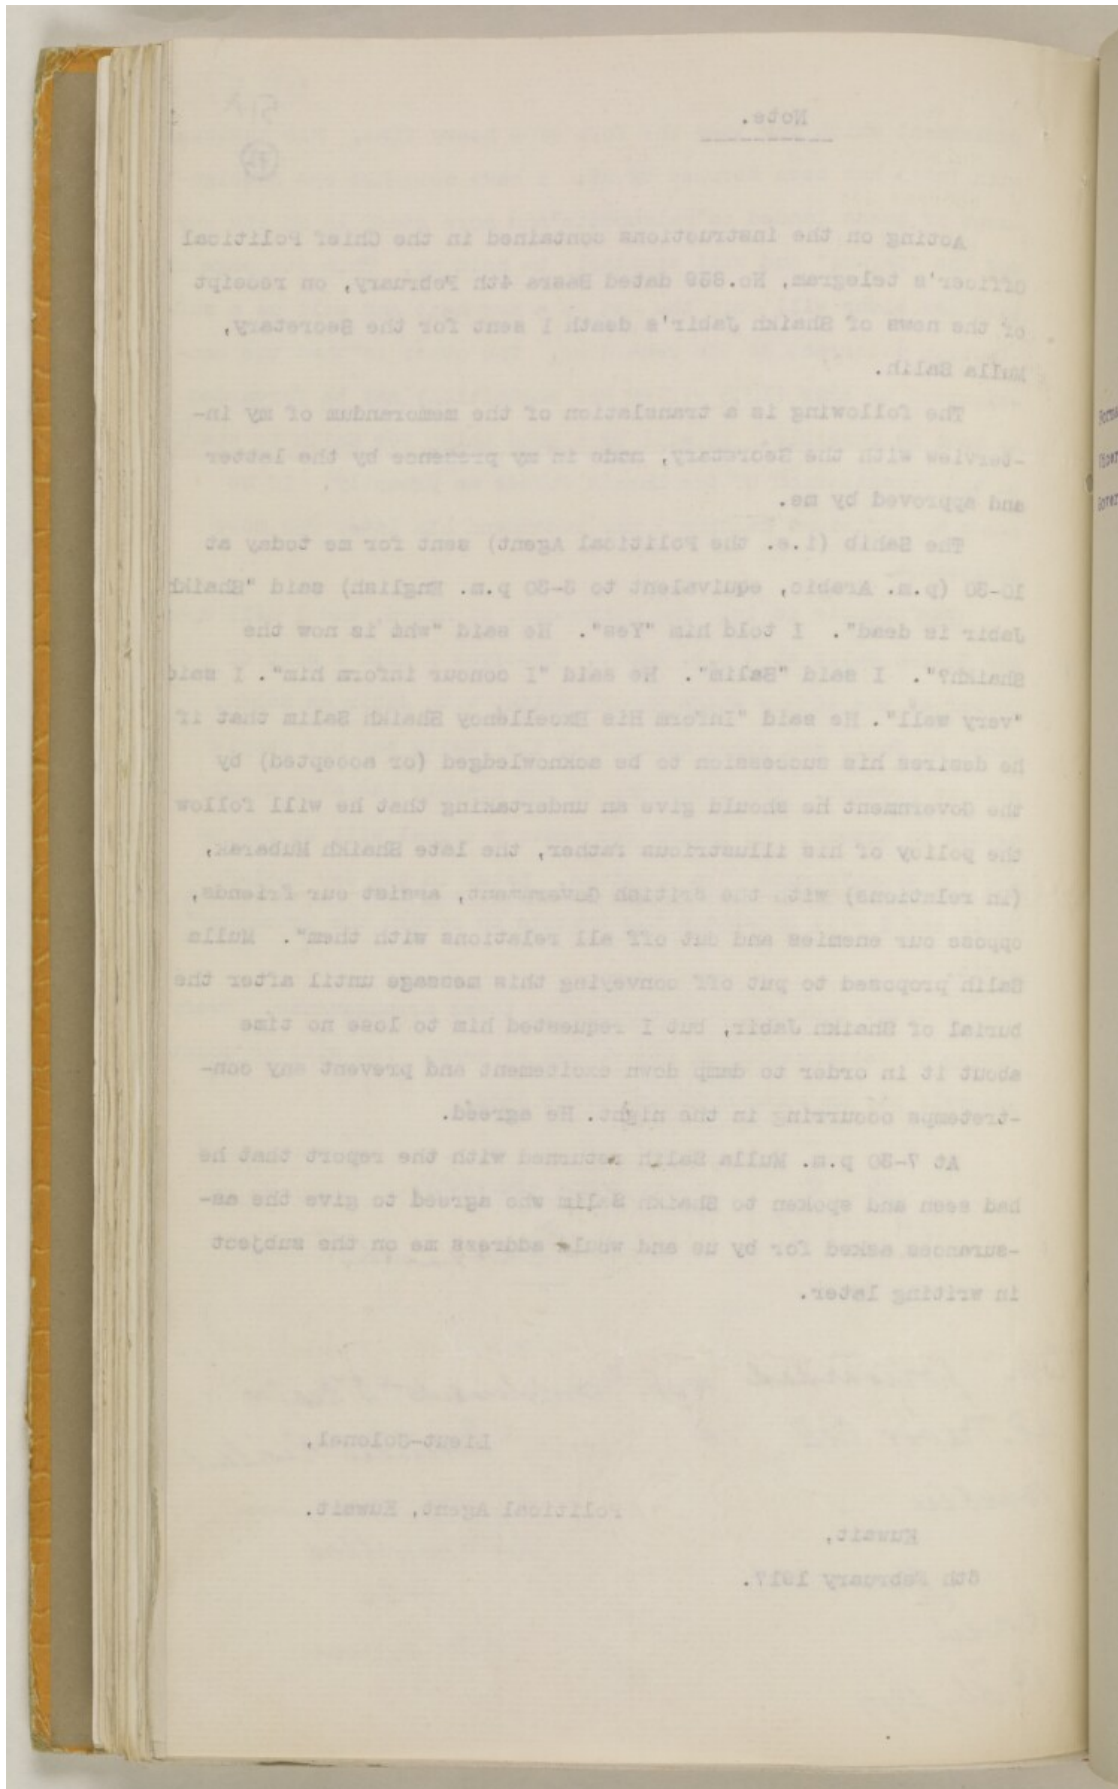 51A
Note.
Acting on the instructions contained in the Chief Political
Officer's telegram, No.839 dated Basra 4th February, on receipt
of the news of Shaikh Jabir's death I sent for the Secretary,
Mulla Salih.
The following is a translation of the memorandum of my in-
-terview with the Secretary, made in my presence by the latter
and approved by me.
The Sahib (i.e. the Political Agent) sent for me today at
10-30 (p.m. Arabic, equivalent to 3-30 p.m. English) said "Shaikh
Jabir is dead". I told him "Yes". He said "who is now the
Shaikh?". I said "Salim". He said "I concur inform him". I said
"very well". He said "Inform His Excellency Shaikh Salim that if
he desires his succession to be acknowledged (or accepted) by
the Government he should give an undertaking that he will follow
the policy of his illustrious father, the late Shaikh Mubarak,
(in relations) with the British Government, assist our friends,
oppose our enemies and cut off all relations with them". Mulla
Salih proposed to put off conveying this message until after the
burial of Shaikh Jabir, but I requested him to lose no time
about it in order to damp down excitement and prevent any con-
-tretemps occurring in the night. He agreed.
At 7-30 p.m. Mulla Salih returned with the report that he
had seen and spoken to Shaikh Salim who agreed to give the as-
-surances asked for by us and would address me on the subject
in writing later.
Lieut-Colonel,
Political Agent, Kuwait.
Kuwait,
February 1917.